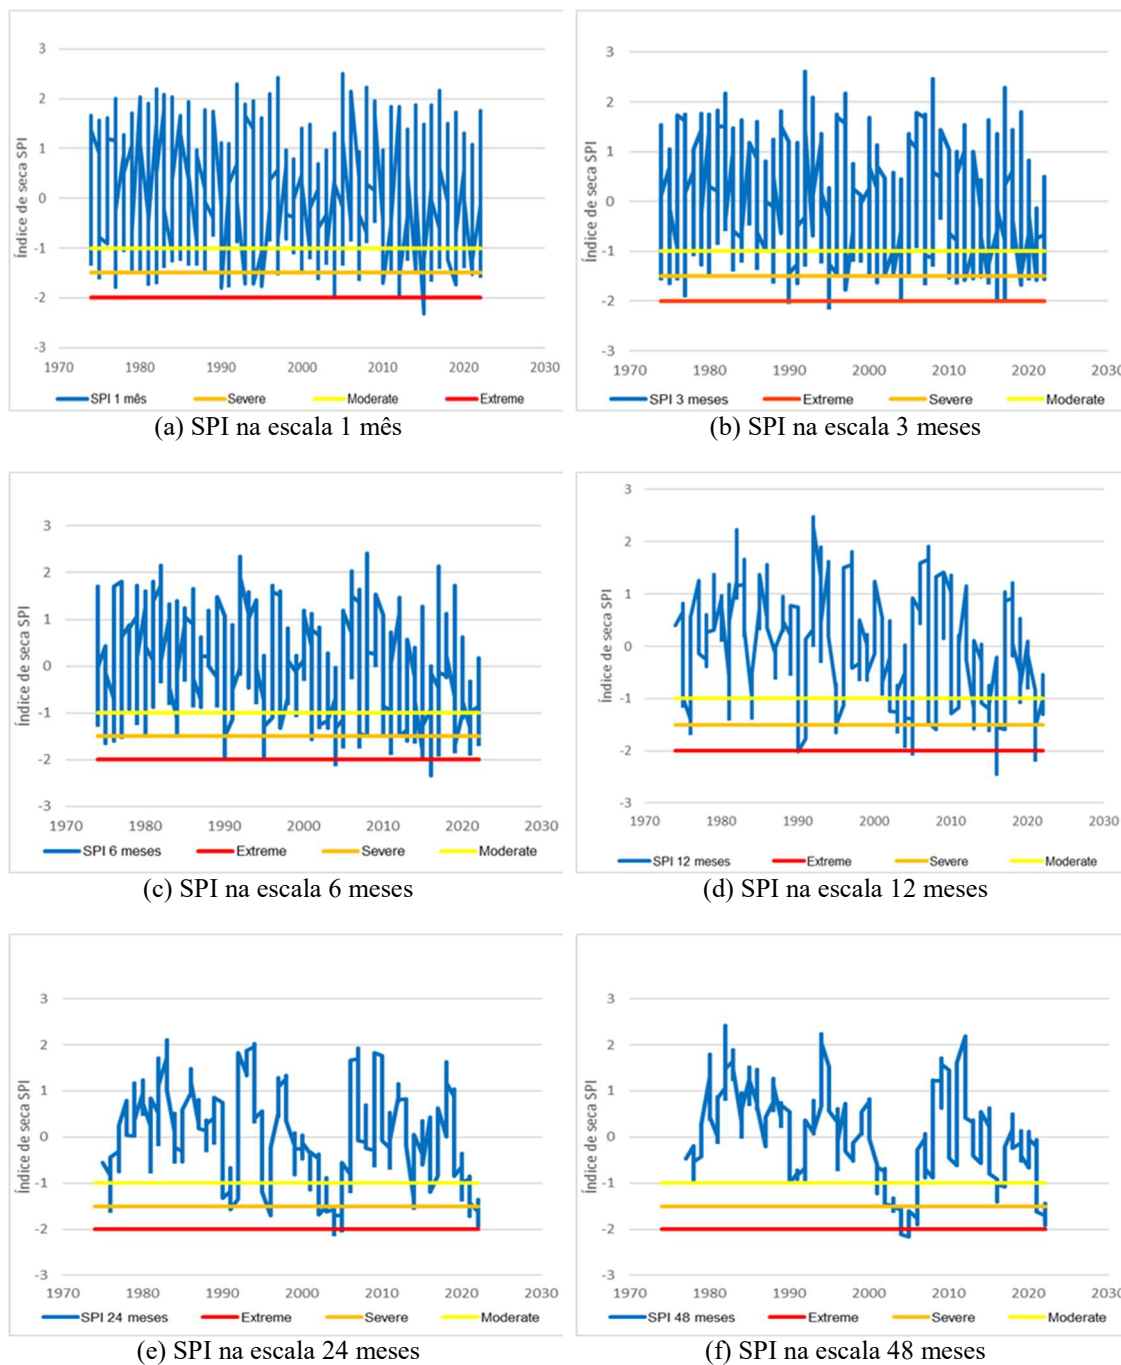 3
2
1
0
-1
-2
-3
Índice de seca SPI
1970 1980 1990 2000 2010 2020 2030
SPI 1 mês Severe Moderate Extreme
(a) SPI na escala 1 mês
3
2
1
0
-1
-2
-3
Índice de seca SPI
1970 1980 1990 2000 2010 2020 2030
SPI 3 meses Extreme Severe Moderate
(b) SPI na escala 3 meses
3
2
1
0
-1
-2
-3
Índice de seca SPI
1970 1980 1990 2000 2010 2020 2030
SPI 6 meses Extreme Severe Moderate
(c) SPI na escala 6 meses
3
2
1
0
-1
-2
-3
Índice de seca SPI
1970 1980 1990 2000 2010 2020 2030
SPI 12 meses Extreme Severe Moderate
(d) SPI na escala 12 meses
3
2
1
0
-1
-2
-3
Índice de seca SPI
1970 1980 1990 2000 2010 2020 2030
SPI 24 meses Extreme Severe Moderate
(e) SPI na escala 24 meses
3
2
1
0
-1
-2
-3
Índice de seca SPI
1970 1980 1990 2000 2010 2020 2030
SPI 48 meses Extreme Severe Moderate
(f) SPI na escala 48 meses